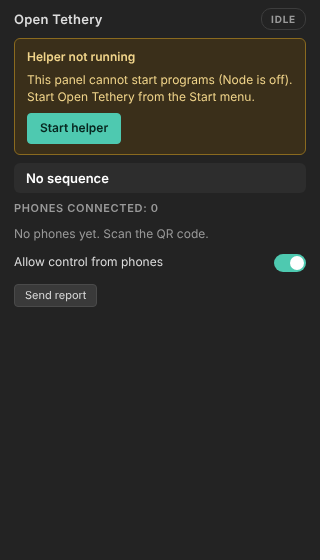 Open Tethery
IDLE
Helper not running
This panel cannot start programs (Node is off).
Start Open Tethery from the Start menu.
Start helper
No sequence
PHONES CONNECTED: 0
No phones yet. Scan the QR code.
Allow control from phones
Send report